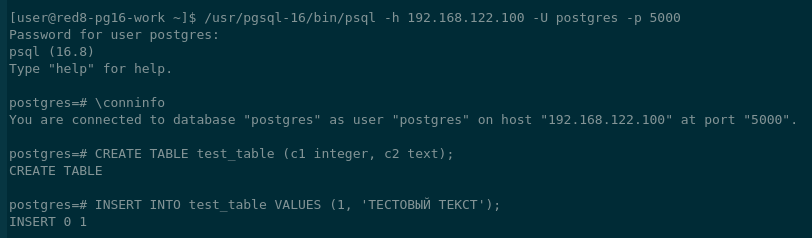 [user@red8-pg16-work ~]$ /usr/pgsql-16/bin/psql -h 192.168.122.100 -U postgres -p 5000
Password for user postgres:
psql (16.8)
Type "help" for help.
postgres=# \conninfo
You are connected to database "postgres" as user "postgres" on host "192.168.122.100" at port "5000".
postgres=# CREATE TABLE test_table (c1 integer, c2 text);
CREATE TABLE
postgres=# INSERT INTO test_table VALUES (1, 'ТЕСТОВЫЙ ТЕКСТ');
INSERT 0 1